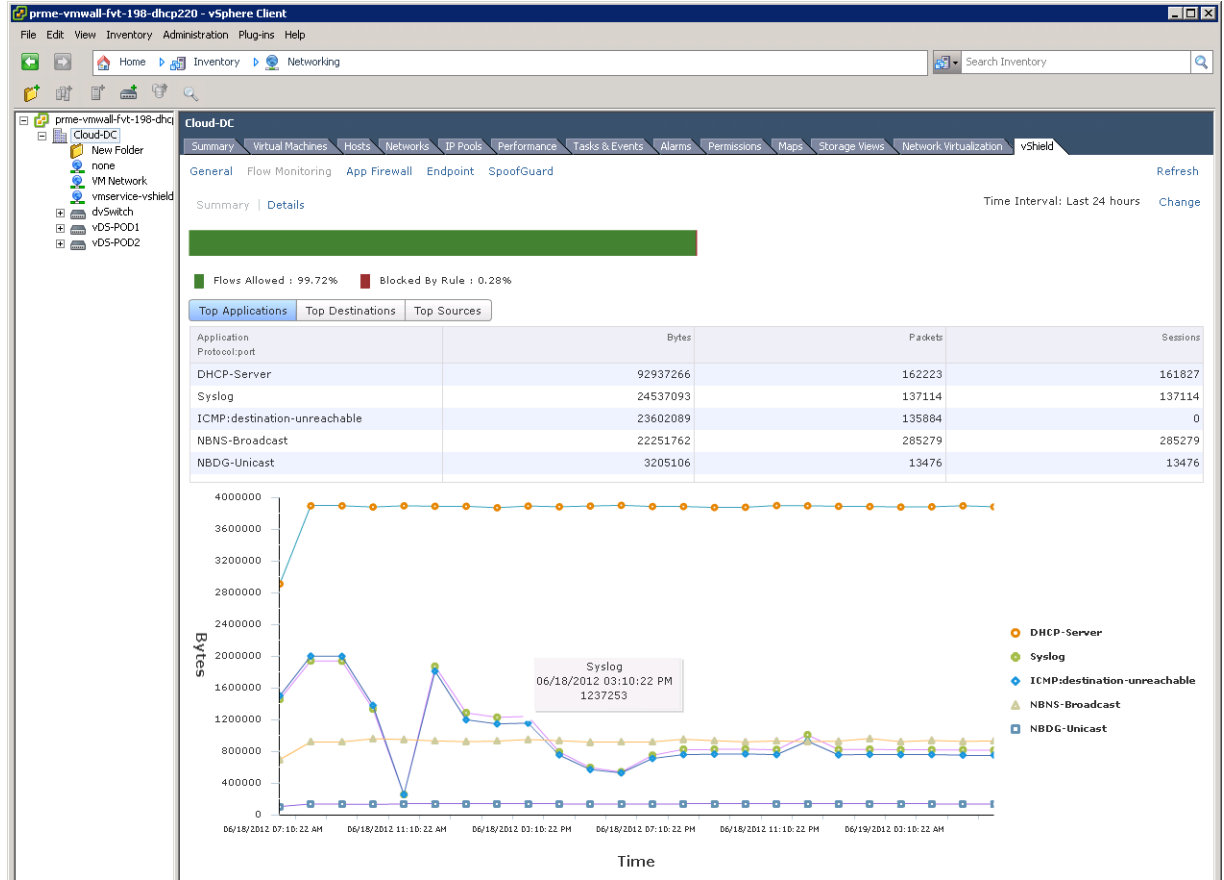 prme-vmwall-fvt-198-dhcp220 - vSphere Client
File Edit View Inventory Administration Plug-ins Help
Home Inventory Networking
Search Inventory
prme-vmwall-fvt-198-dhcp
Cloud-DC
New Folder
none
VM Network
vmservice-vshield
dvSwitch
vDS-POD1
vDS-POD2
Cloud-DC
Summary Virtual Machines Hosts Networks IP Pools Performance Tasks & Events Alarms Permissions Maps Storage Views Network Virtualization vShield
General Flow Monitoring App Firewall Endpoint SpoofGuard Refresh
Summary | Details Time Interval: Last 24 hours Change
Flows Allowed : 99.72% Blocked By Rule : 0.28%
Top Applications Top Destinations Top Sources
Application Bytes Packets Sessions
Protocol:port
DHCP-Server 92937266 162223 161827
Syslog 24537093 137114 137114
ICMP:destination-unreachable 23602089 135884 0
NBNS-Broadcast 22251762 285279 285279
NBDG-Unicast 3205106 13476 13476
4000000
3600000
3200000
2800000
2400000
2000000
1600000
1200000
800000
400000
0
Bytes
Syslog
06/18/2012 03:10:22 PM
1237253
DHCP-Server
Syslog
ICMP:destination-unreachable
NBNS-Broadcast
NBDG-Unicast
06/18/2012 07:10:22 AM 06/18/2012 11:10:22 AM 06/18/2012 03:10:22 PM 06/18/2012 07:10:22 PM 06/18/2012 11:10:22 PM 06/19/2012 03:10:22 AM
Time